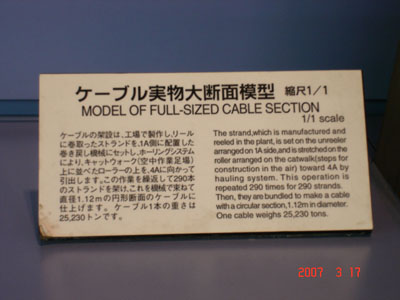 ケーブル実物大断面模型 縮尺1/1
MODEL OF FULL-SIZED CABLE SECTION
1/1 scale
ケーブルの架設は、工場で製作し、リール
に巻取ったストランドを、1A側に配置した
巻き戻し機械にセットし、ホーリングシステム
により、キャットウォーク(空中作業足場)
上に並べたローラーの上を、4Aに向かって
引出します。この作業を繰返して290本
のストランドを架け、これを機械で束ねて
直径1.12mの円形断面のケーブルに
仕上げます。ケーブル1本の重さは
25,230トンです。
The strand,which is manufactured and
reeled in the plant, is set on the unreeler
arranged on 1A side,and is stretched on the
roller arranged on the catwalk(steps for
construction in the air) toward 4A by
hauling system. This operation is
repeated 290 times for 290 strands.
Then, they are bundled to make a cable
with a circular section,1.12m in diameter.
One cable weighs 25,230 tons.
2007 3 17